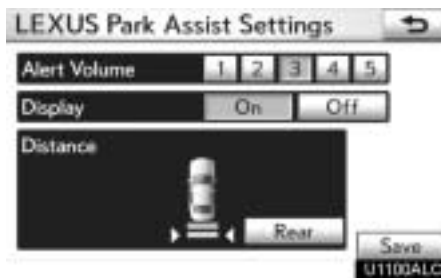 LEXUS Park Assist Settings
Alert Volume 1 2 3 4 5
Display On Off
Distance
Rear
Save
U1100ALC